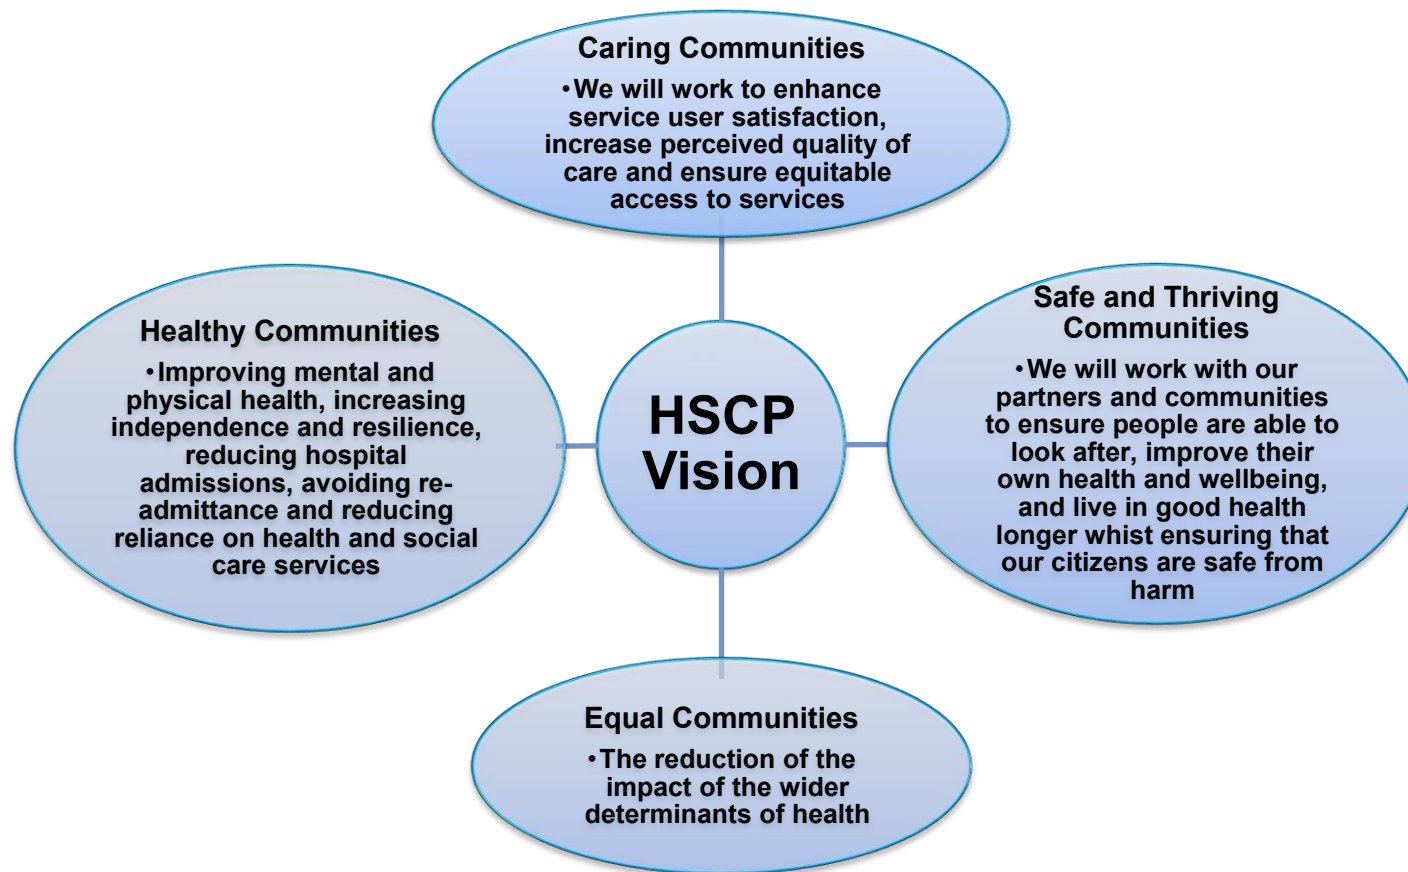 Caring Communities
•We will work to enhance
service user satisfaction,
increase perceived quality of
care and ensure equitable
access to services
Healthy Communities
•Improving mental and
physical health, increasing
independence and resilience,
reducing hospital
admissions, avoiding re-
admittance and reducing
reliance on health and social
care services
HSCP
Vision
Safe and Thriving
Communities
•We will work with our
partners and communities
to ensure people are able to
look after, improve their
own health and wellbeing,
and live in good health
longer whist ensuring that
our citizens are safe from
harm
Equal Communities
•The reduction of the
impact of the wider
determinants of health